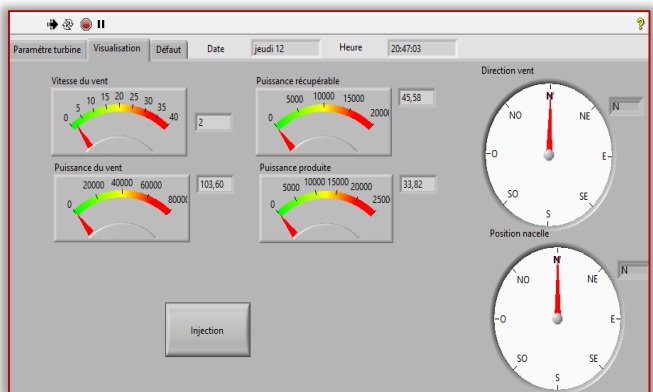 ?
Paramétre turbine Visualisation Défaut Date jeudi 12 Heure 20:47:03
Vitesse du vent
0 5 10 15 20 25 30 35 40
2
Puissance récupérable
0 5000 10000 15000 2000
45,58
Puissance du vent
0 20000 40000 60000 8000
103,60
Puissance produite
0 5000 10000 15000 20000 2500
33,82
Injection
Direction vent
N NE E SE S SO O NO
N
Position nacelle
N NE E SE S SO O NO
N